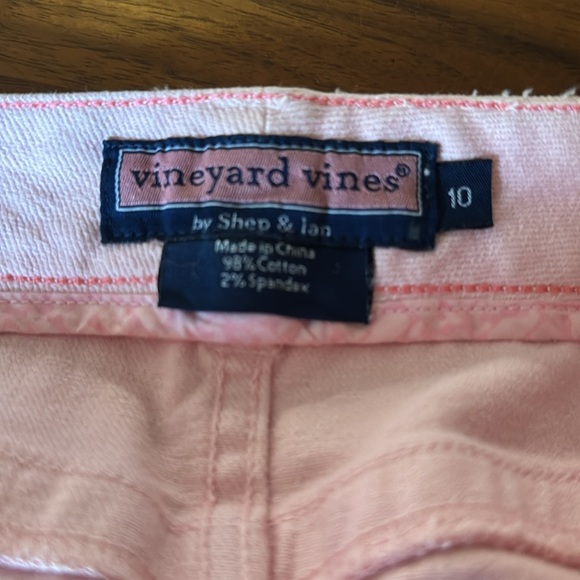 vineyard vines®
10
by Shep & Ian
Made in China
98% Cotton
2% Spandex